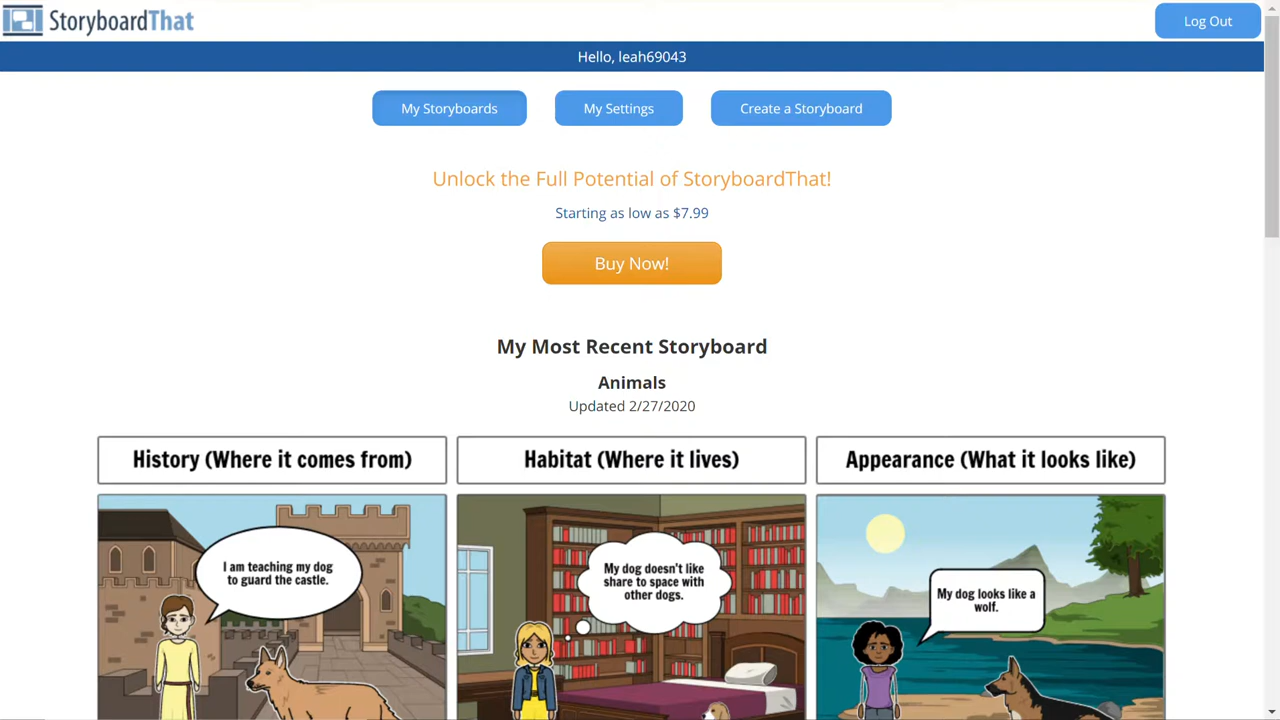 StoryboardThat
Log Out
Hello, leah69043
My Storyboards
My Settings
Create a Storyboard
Unlock the Full Potential of StoryboardThat!
Starting as low as $7.99
Buy Now!
My Most Recent Storyboard
Animals
Updated 2/27/2020
History (Where it comes from)
Habitat (Where it lives)
Appearance (What it looks like)
I am teaching my dog
to guard the castle.
My dog doesn't like
share to space with
other dogs.
My dog looks like a
wolf.